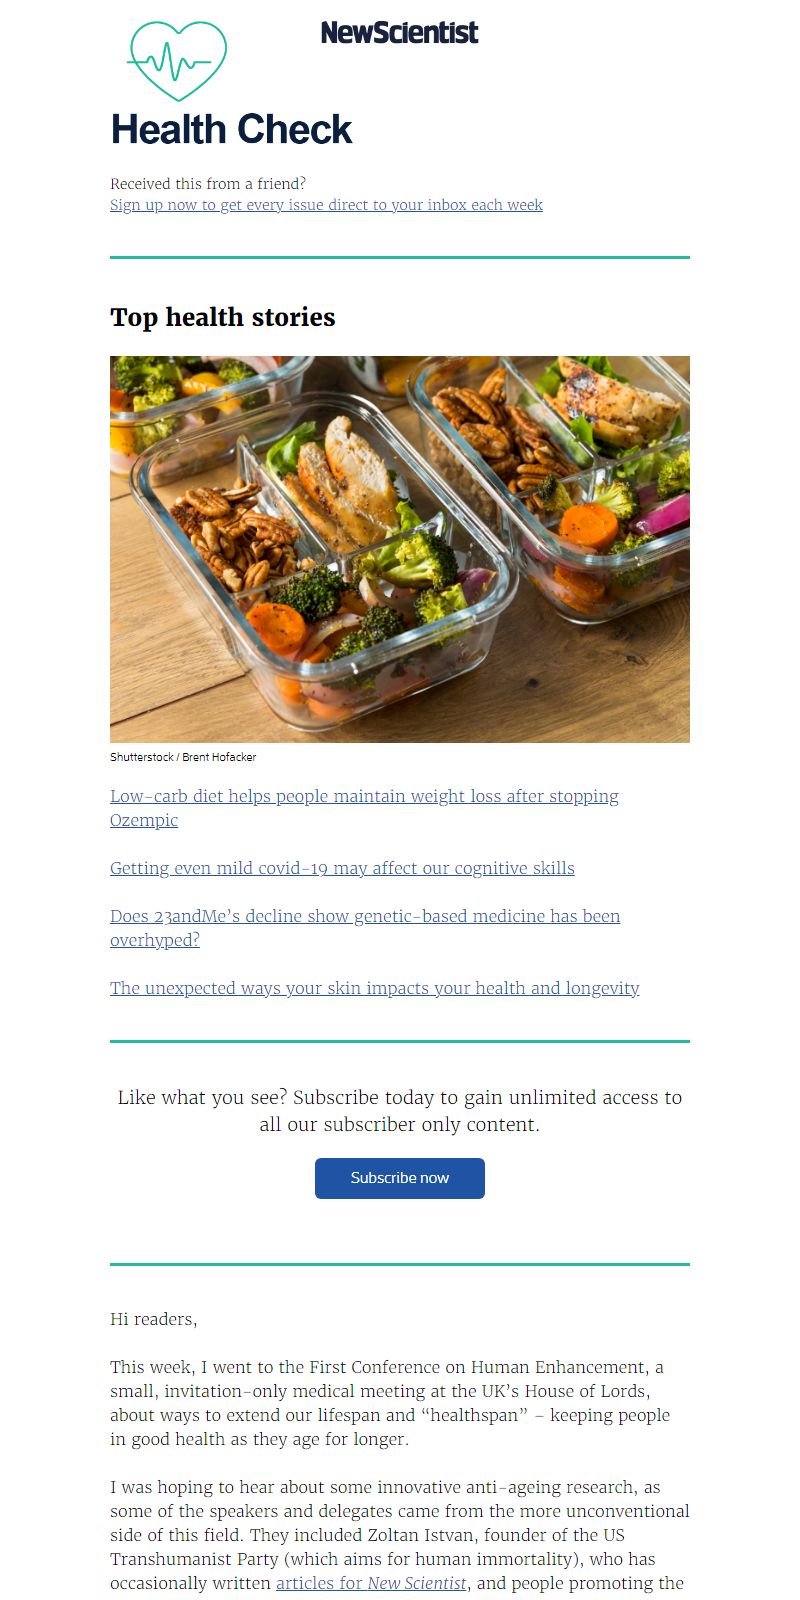 NewScientist
Health Check
Received this from a friend?
Sign up now to get every issue direct to your inbox each week
Top health stories
Shutterstock / Brent Hofacker
Low-carb diet helps people maintain weight loss after stopping
Ozempic
Getting even mild covid-19 may affect our cognitive skills
Does 23andMe’s decline show genetic-based medicine has been
overhyped?
The unexpected ways your skin impacts your health and longevity
Like what you see? Subscribe today to gain unlimited access to
all our subscriber only content.
Subscribe now
Hi readers,
This week, I went to the First Conference on Human Enhancement, a
small, invitation-only medical meeting at the UK’s House of Lords,
about ways to extend our lifespan and “healthspan” – keeping people
in good health as they age for longer.
I was hoping to hear about some innovative anti-ageing research, as
some of the speakers and delegates came from the more unconventional
side of this field. They included Zoltan Istvan, founder of the US
Transhumanist Party (which aims for human immortality), who has
occasionally written articles for New Scientist, and people promoting the